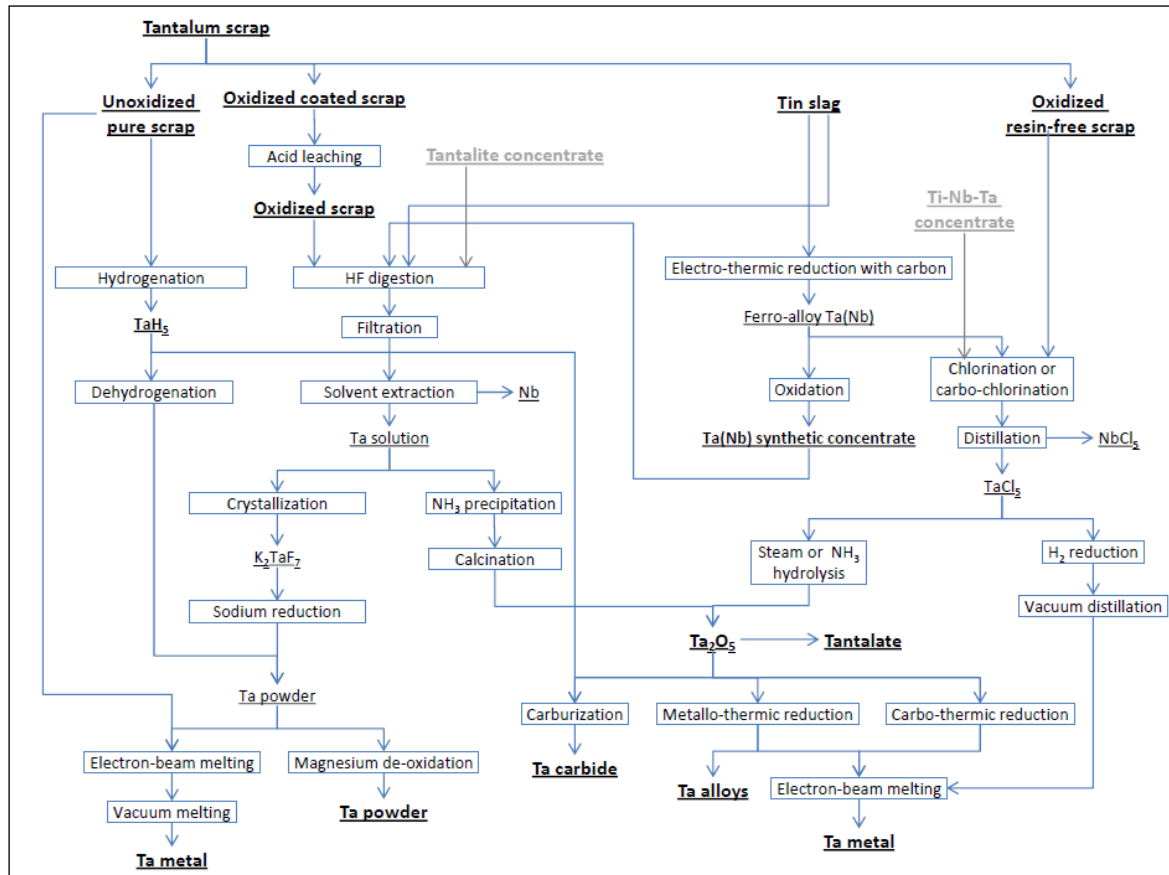 Tantalum scrap
Unoxidized
pure scrap
Oxidized coated scrap
Tin slag
Oxidized
resin-free scrap
Acid leaching
Tantalite concentrate
Oxidized scrap
Ti-Nb-Ta
concentrate
Hydrogenation
HF digestion
Electro-thermic reduction with carbon
TaH₅
Filtration
Ferro-alloy Ta(Nb)
Dehydrogenation
Solvent extraction
Nb
Oxidation
Chlorination or
carbo-chlorination
Ta solution
Ta(Nb) synthetic concentrate
Distillation
NbCl₅
TaCl₅
Crystallization
NH₃ precipitation
K₂TaF₇
Calcination
Steam or NH₃
hydrolysis
H₂ reduction
Sodium reduction
Vacuum distillation
Ta₂O₅
Tantalate
Ta powder
Carburization
Metallo-thermic reduction
Carbo-thermic reduction
Electron-beam melting
Magnesium de-oxidation
Ta carbide
Ta alloys
Electron-beam melting
Vacuum melting
Ta powder
Ta metal
Ta metal